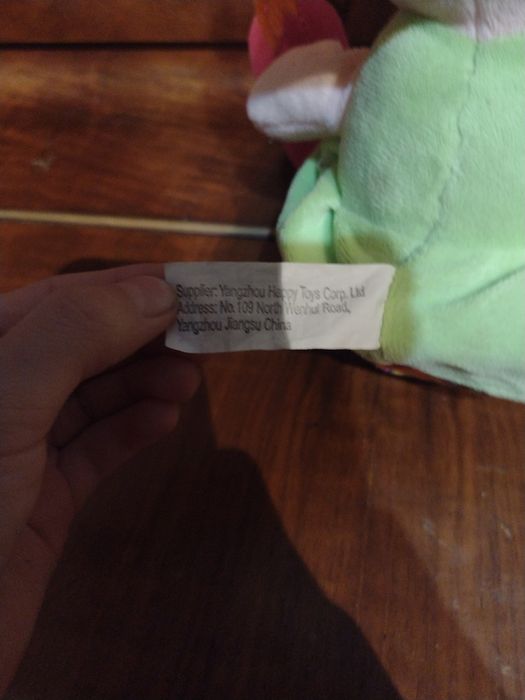 Supplier: Yangzhou Happy Toys Corp. Ltd
Address: No.109 North Wenhui Road,
Yangzhou Jiangsu China